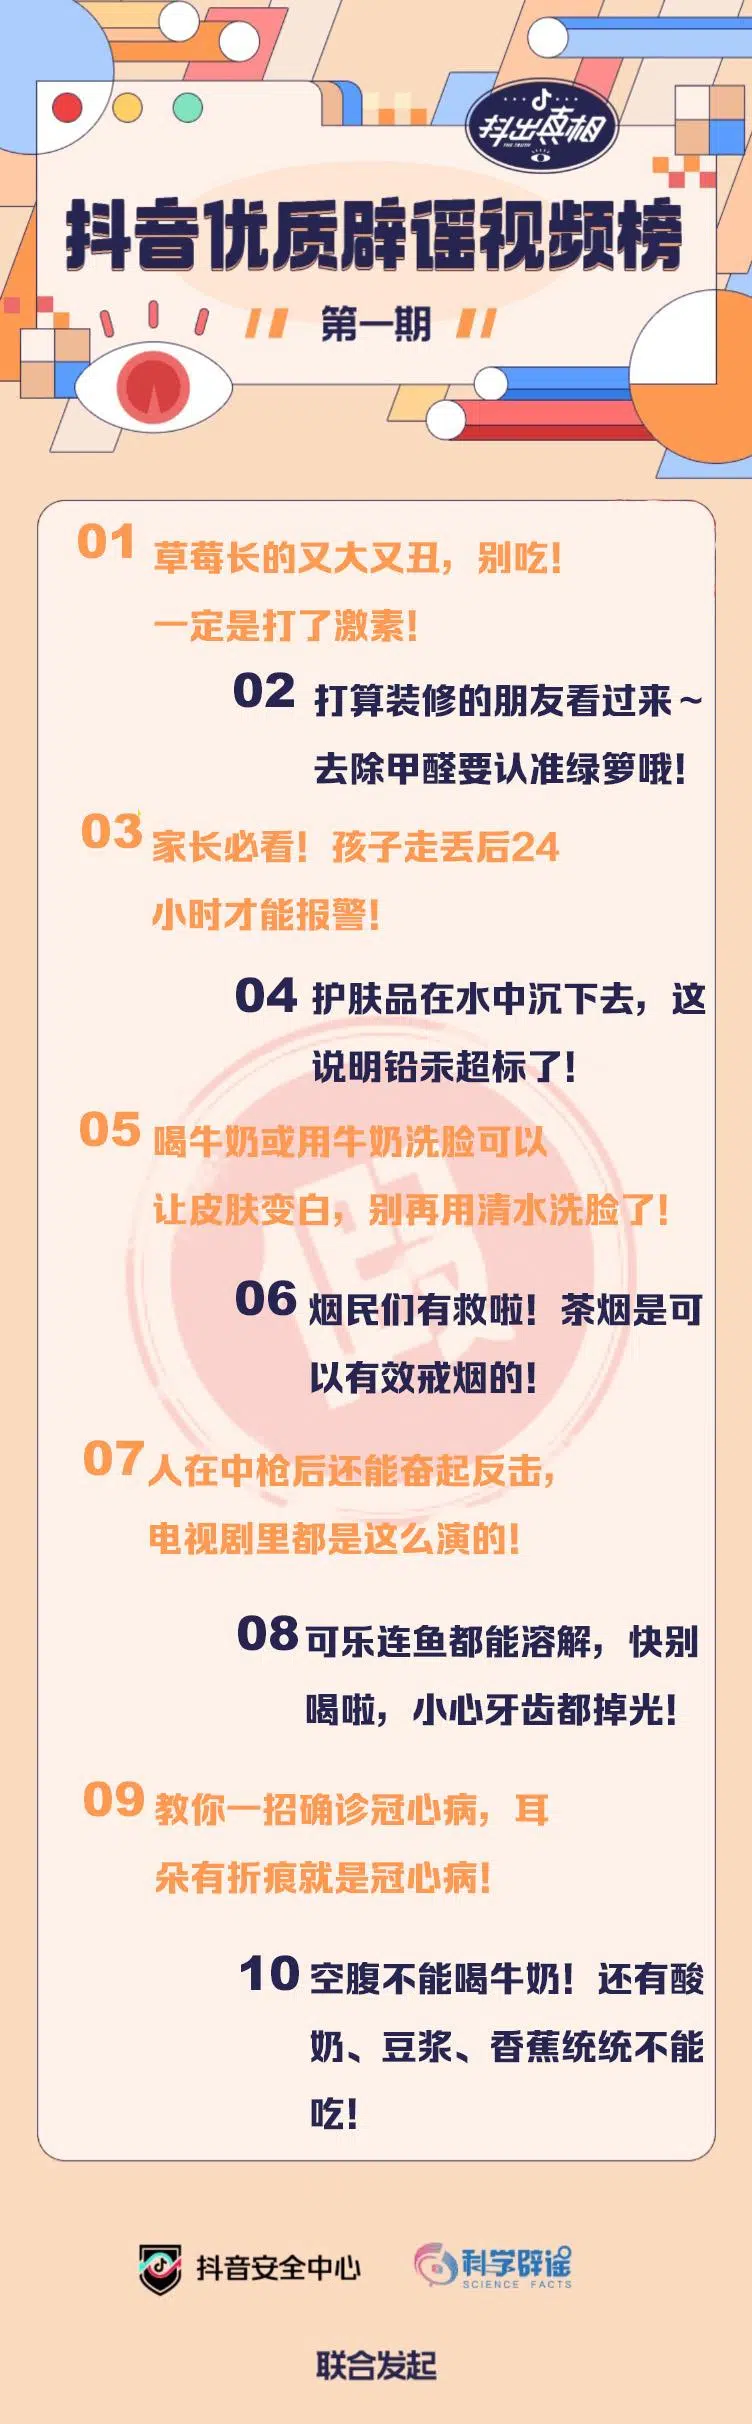 抖出真相
THE TRUTH
抖音优质辟谣视频榜
第一期
01 草莓长的又大又丑，别吃！
一定是打了激素！
02 打算装修的朋友看过来～
去除甲醛要认准绿箩哦！
03 家长必看！孩子走丢后24
小时才能报警！
04 护肤品在水中沉下去，这
说明铅汞超标了！
05 喝牛奶或用牛奶洗脸可以
让皮肤变白，别再用清水洗脸了！
假
06 烟民们有救啦！茶烟是可
以有效戒烟的！
07 人在中枪后还能奋起反击，
电视剧里都是这么演的！
08 可乐连鱼都能溶解，快别
喝啦，小心牙齿都掉光！
09 教你一招确诊冠心病，耳
朵有折痕就是冠心病！
10 空腹不能喝牛奶！还有酸
奶、豆浆、香蕉统统不能
吃！
抖音安全中心
科学辟谣
SCIENCE FACTS
联合发起